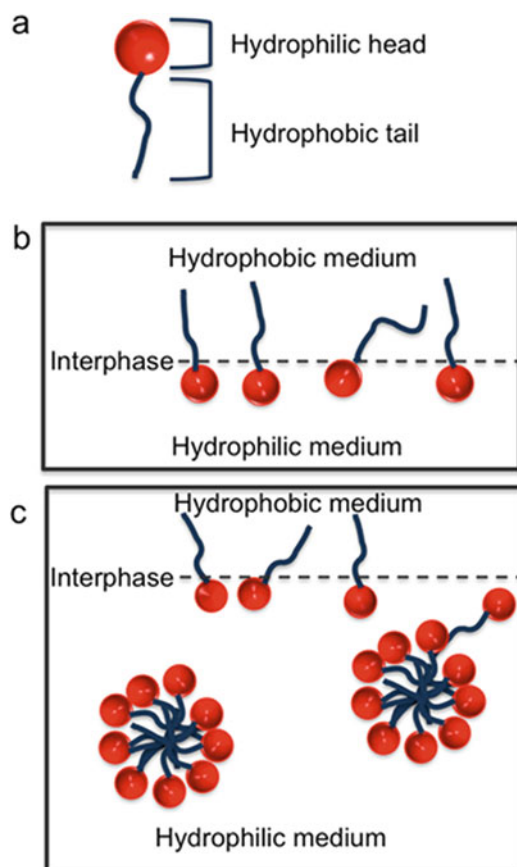 a
Hydrophilic head
Hydrophobic tail
b
Hydrophobic medium
Interphase
Hydrophilic medium
c
Hydrophobic medium
Interphase
Hydrophilic medium